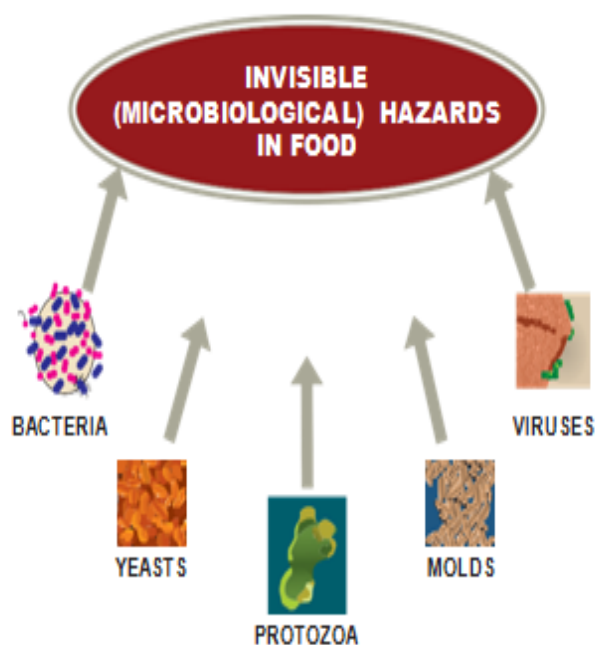 INVISIBLE
(MICROBIOLOGICAL) HAZARDS
IN FOOD
BACTERIA
VIRUSES
YEASTS
MOLDS
PROTOZOA